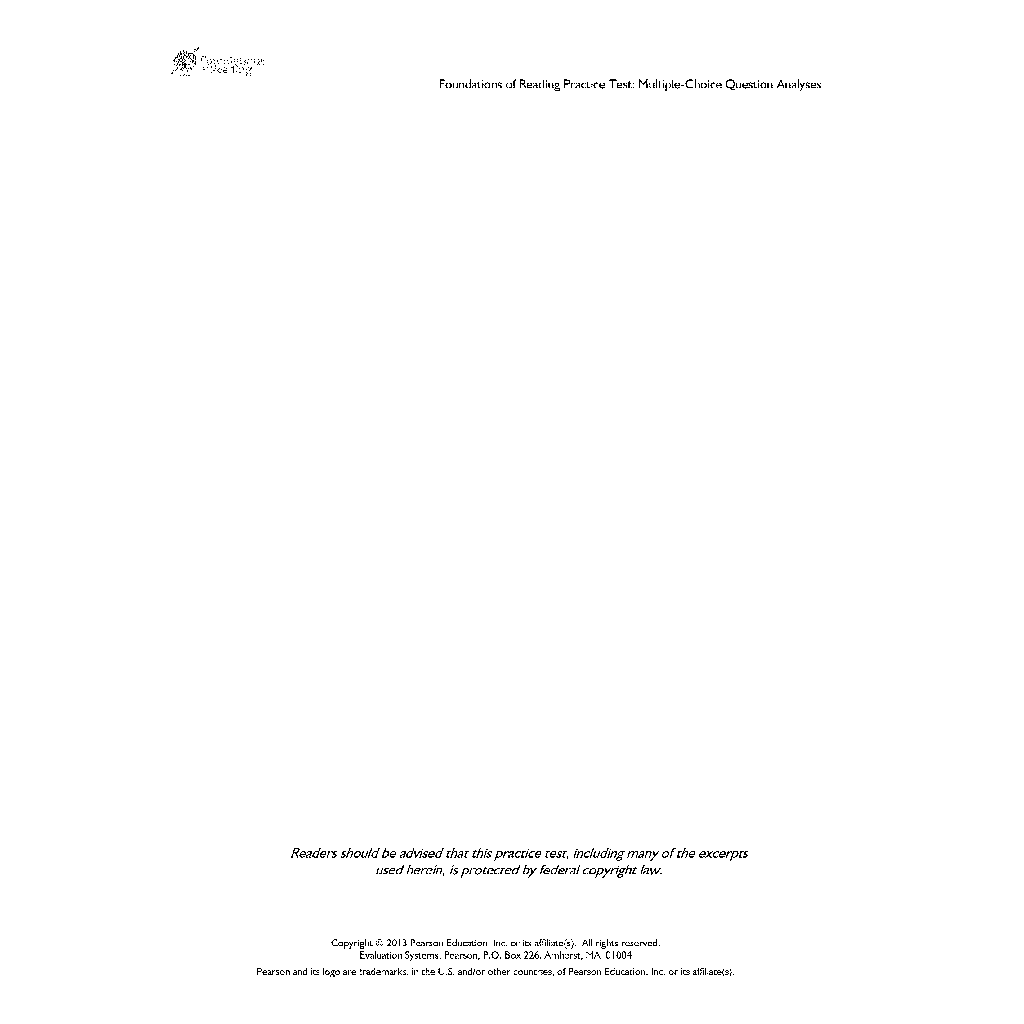 Foundations of Reading Practice Test: Multiple-Choice Question Analyses
Readers should be advised that this practice test, including many of the excerpts
used herein, is protected by federal copyright law.
Copyright © 2013 Pearson Education, Inc. or its affiliate(s). All rights reserved.
Evaluation Systems, Pearson, P.O. Box 226, Amherst, MA 01004
Pearson and its logo are trademarks, in the U.S. and/or other countries, of Pearson Education, Inc. or its affiliate(s).